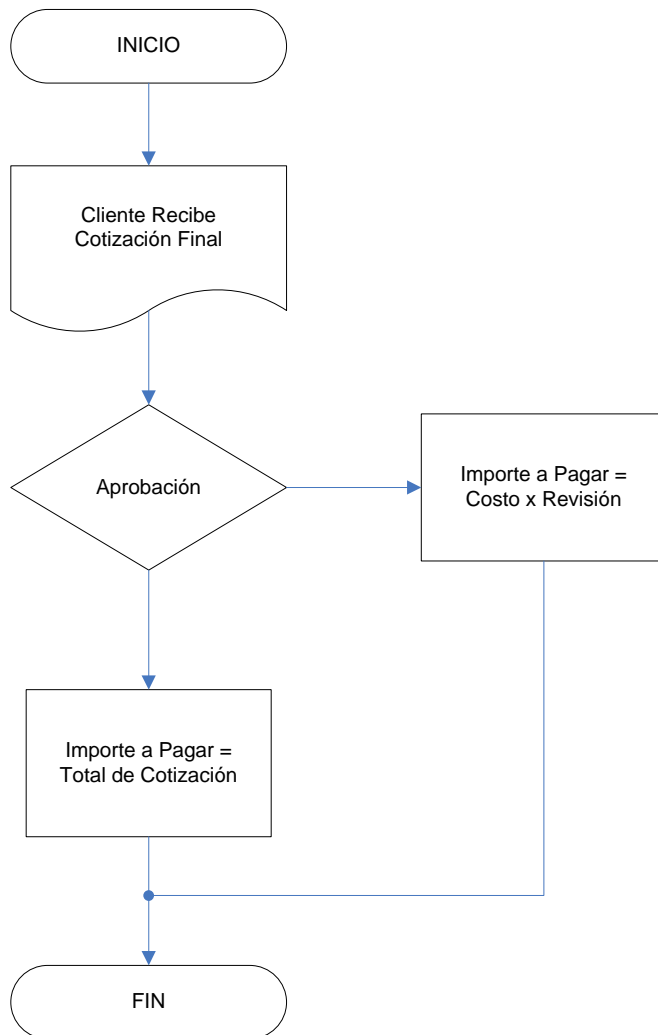 INICIO
Cliente Recibe
Cotización Final
Aprobación
Importe a Pagar =
Costo x Revisión
Importe a Pagar =
Total de Cotización
FIN